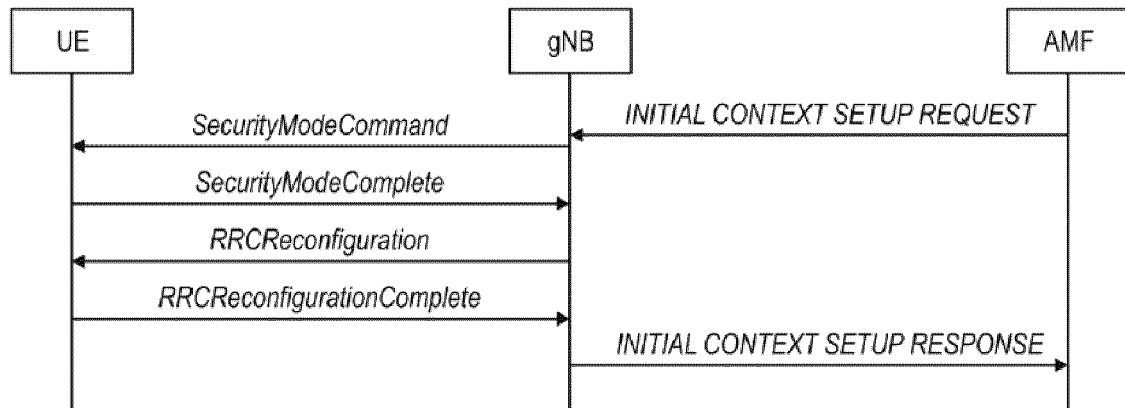 UE
gNB
AMF
INITIAL CONTEXT SETUP REQUEST
SecurityModeCommand
SecurityModeComplete
RRCReconfiguration
RRCReconfigurationComplete
INITIAL CONTEXT SETUP RESPONSE